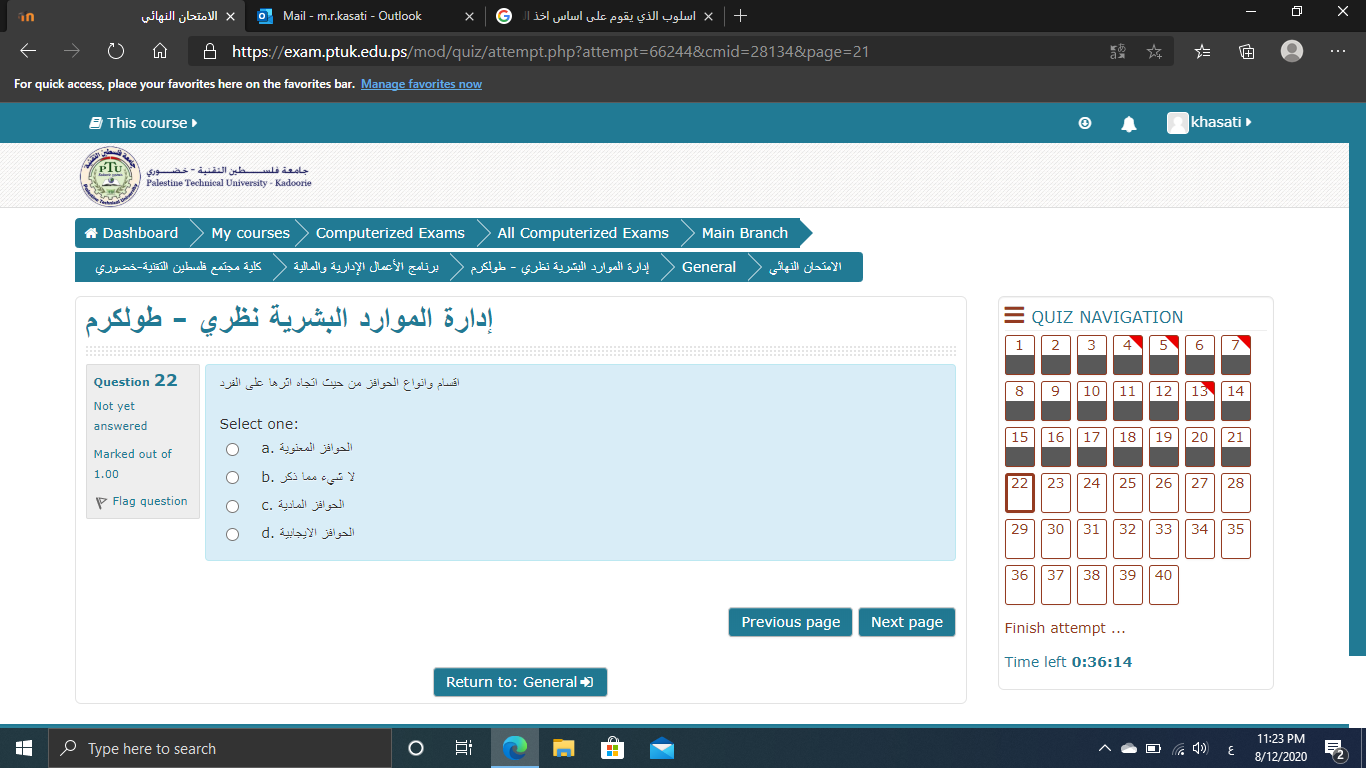 الامتحان النهائي
Mail - m.r.kasati - Outlook
اسلوب الذي يقوم على اساس اخذ ال
https://exam.ptuk.edu.ps/mod/quiz/attempt.php?attempt=66244&cmid=28134&page=21
For quick access, place your favorites here on the favorites bar. Manage favorites now
This course
khasati
جامعة فلسطين التقنية - خضوري
Palestine Technical University - Kadoorie
PTU
Dashboard
My courses
Computerized Exams
All Computerized Exams
Main Branch
كلية مجتمع فلسطين التقنية-خضوري
برنامج الأعمال الإدارية والمالية
إدارة الموارد البشرية نظري - طولكرم
General
الامتحان النهائي
إدارة الموارد البشرية نظري - طولكرم
Question 22
Not yet
answered
Marked out of
1.00
Flag question
اقسام وانواع الحوافز من حيث اتجاه اثرها على الفرد
Select one:
a. الحوافز المعنوية
b. لا شيء مما ذكر
c. الحوافز المادية
d. الحوافز الايجابية
Previous page
Next page
Return to: General
QUIZ NAVIGATION
1 2 3 4 5 6 7
8 9 10 11 12 13 14
15 16 17 18 19 20 21
22 23 24 25 26 27 28
29 30 31 32 33 34 35
36 37 38 39 40
Finish attempt ...
Time left 0:36:14
Type here to search
ع
11:23 PM
8/12/2020
2